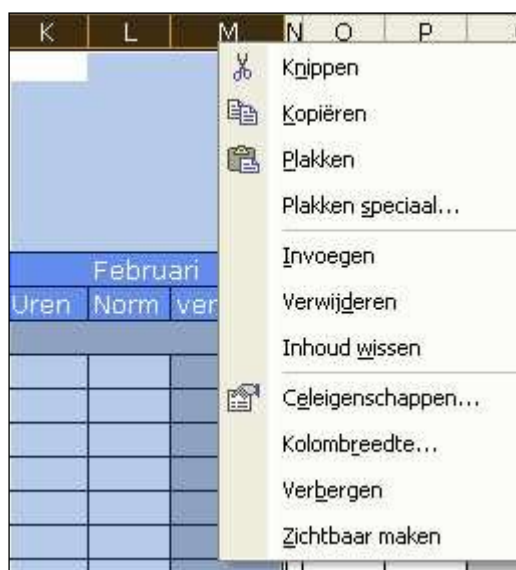 K L M N O P
Knippen
Kopiëren
Plakken
Plakken speciaal...
Invoegen
Februari
Verwijderen
Uren Norm ver
Inhoud wissen
Celeigenschappen...
Kolombreedte...
Verbergen
Zichtbaar maken